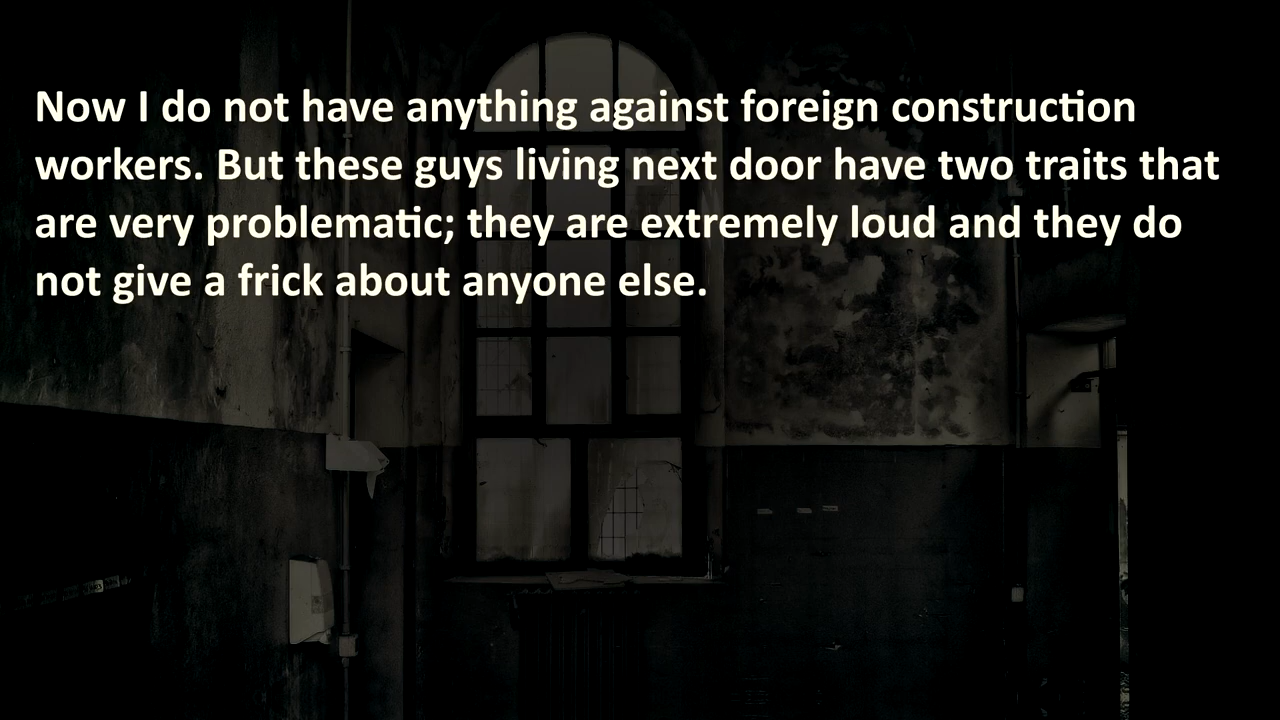 Now I do not have anything against foreign construction
workers. But these guys living next door have two traits that
are very problematic; they are extremely loud and they do
not give a frick about anyone else.